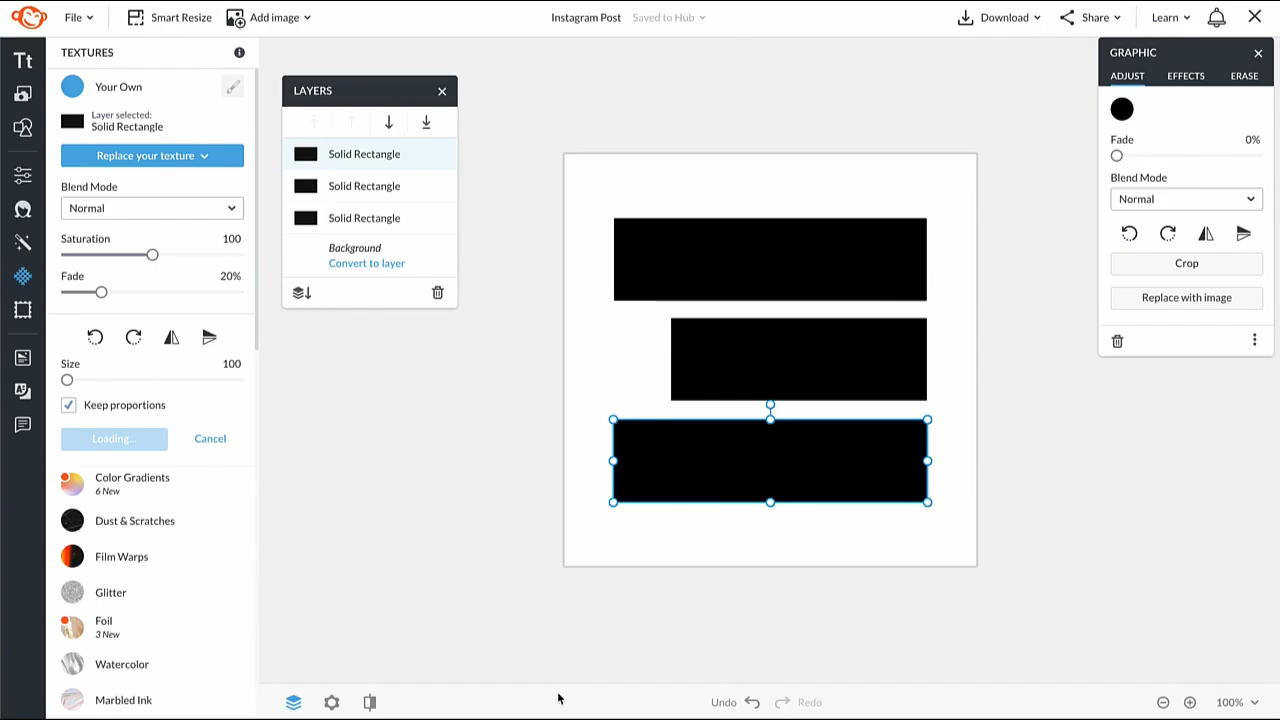 File
Smart Resize
Add image
Instagram Post
Saved to Hub
Download
Share
Learn
Tt
TEXTURES
Your Own
Layer selected:
Solid Rectangle
Replace your texture
Blend Mode
Normal
Saturation 100
Fade 20%
Size 100
Keep proportions
Loading...
Cancel
Color Gradients
6 New
Dust & Scratches
Film Warps
Glitter
Foil
3 New
Watercolor
Marbled Ink
LAYERS
Solid Rectangle
Solid Rectangle
Solid Rectangle
Background
Convert to layer
GRAPHIC
ADJUST EFFECTS ERASE
Fade 0%
Blend Mode
Normal
Crop
Replace with image
Undo
Redo
100%